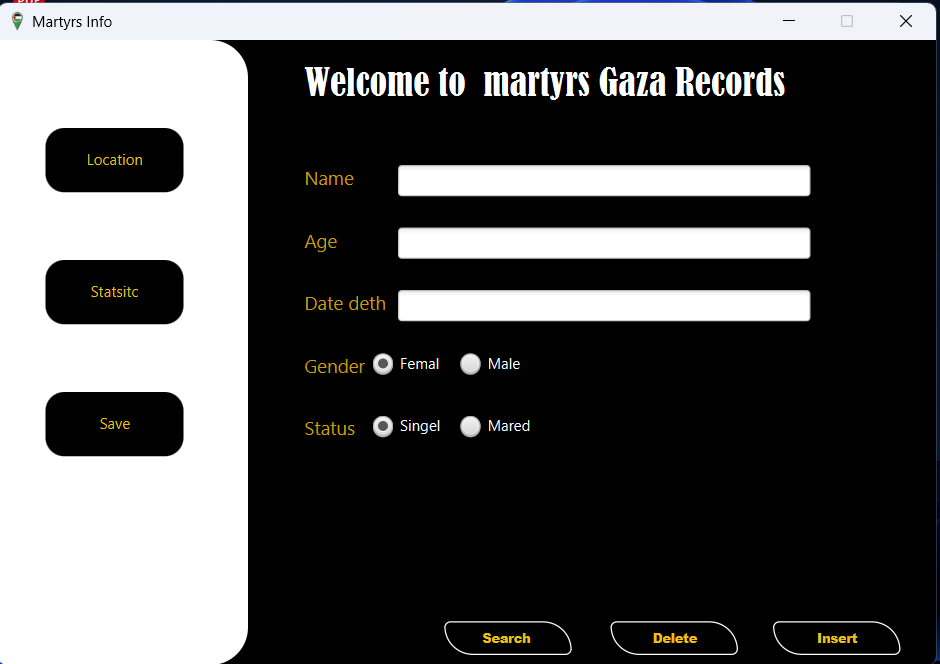 Martyrs Info
Welcome to martyrs Gaza Records
Location
Statsitc
Save
Name
Age
Date deth
Gender Femal Male
Status Singel Mared
Search Delete Insert